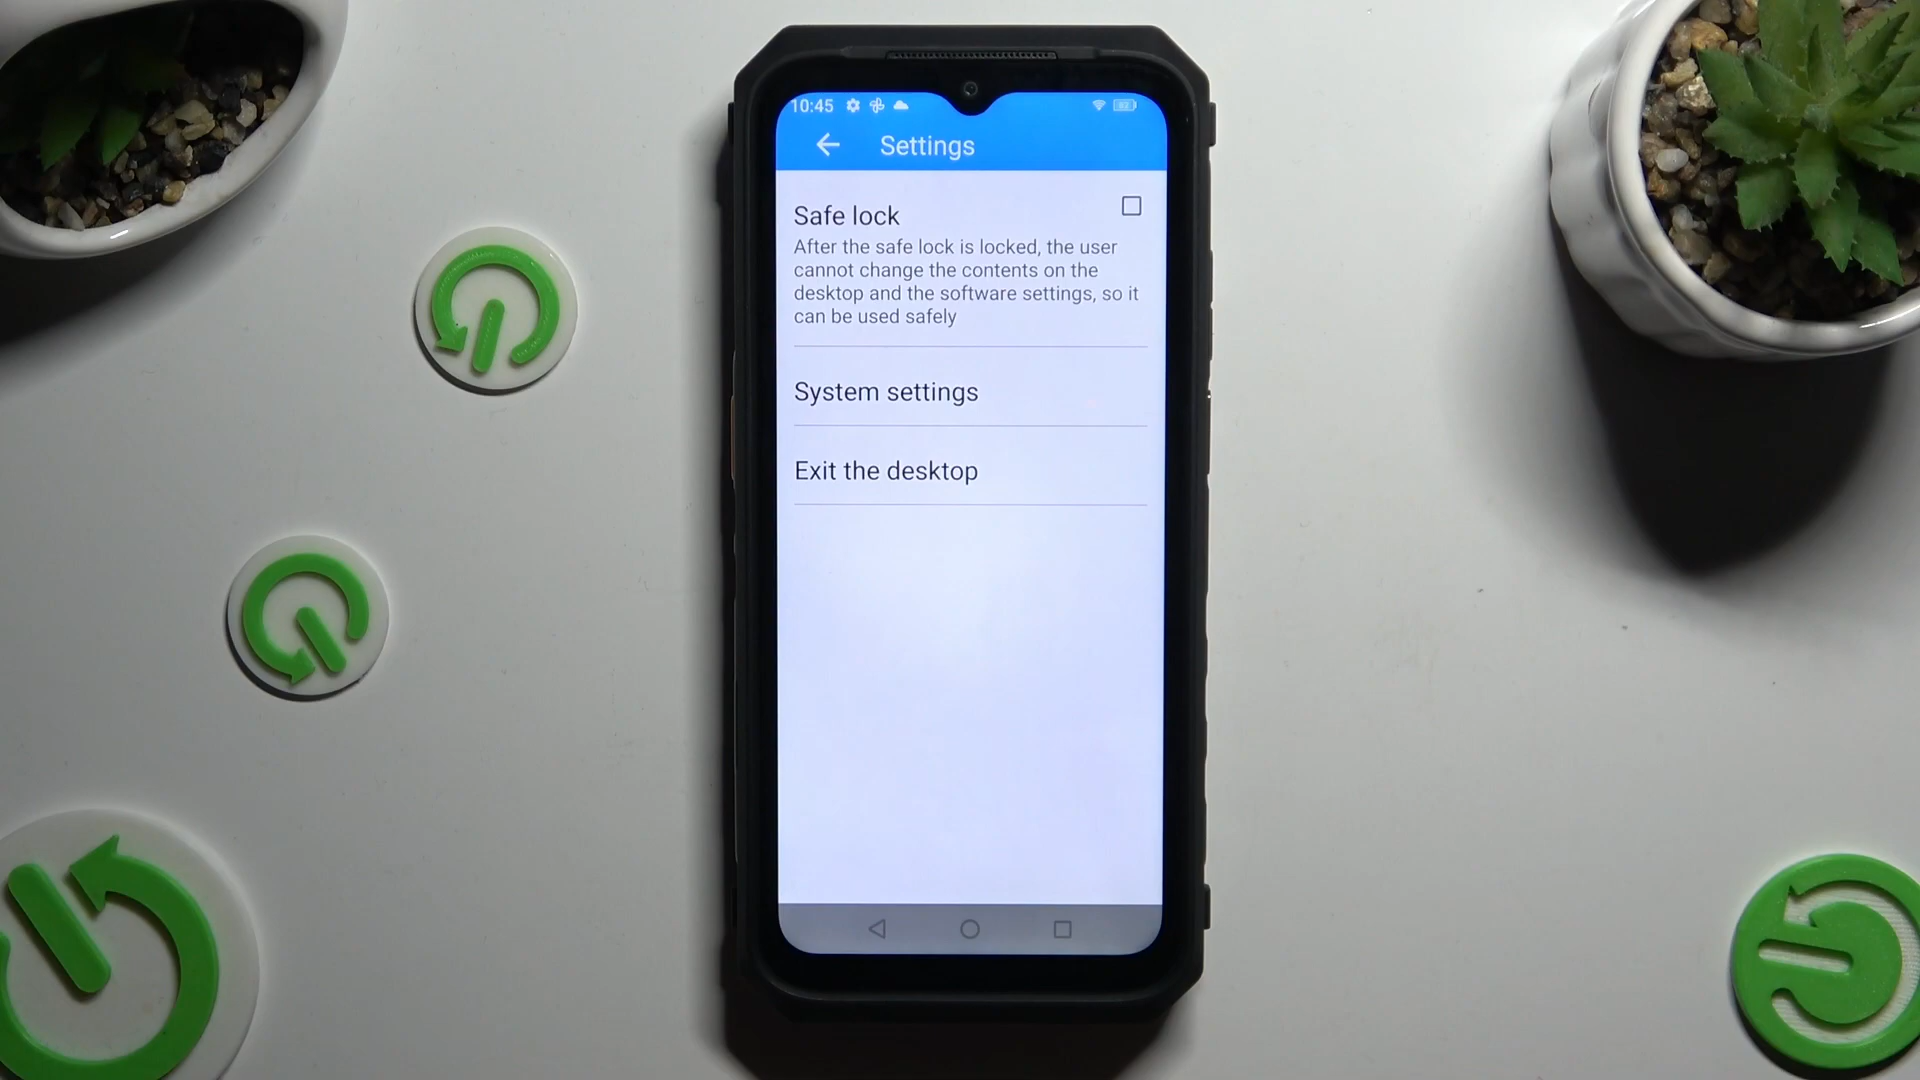 10:45
Settings
Safe lock
After the safe lock is locked, the user
cannot change the contents on the
desktop and the software settings, so it
can be used safely
System settings
Exit the desktop